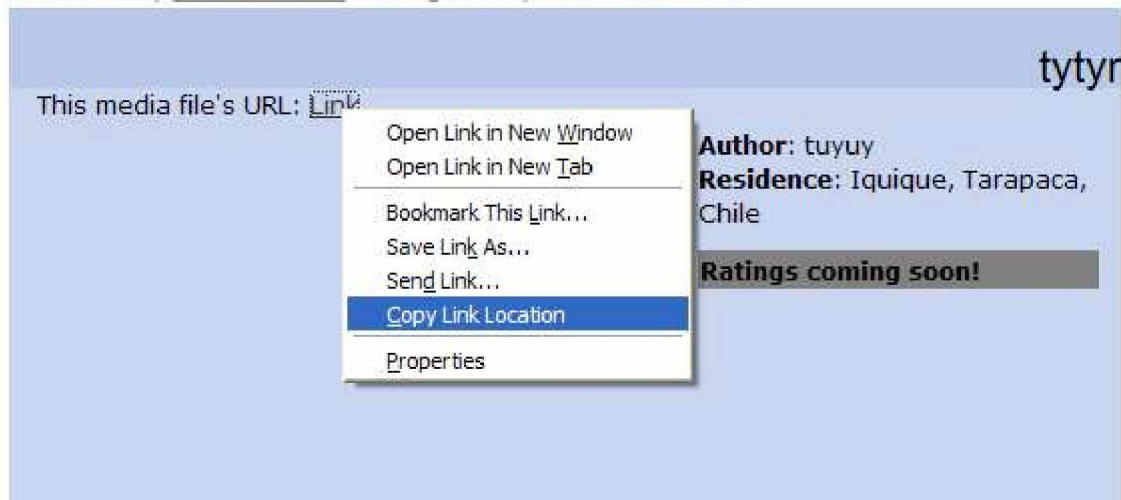 tytyr
This media file's URL: Link
Open Link in New Window
Open Link in New Tab
Bookmark This Link...
Save Link As...
Send Link...
Copy Link Location
Properties
Author: tuyuy
Residence: Iquique, Tarapaca,
Chile
Ratings coming soon!